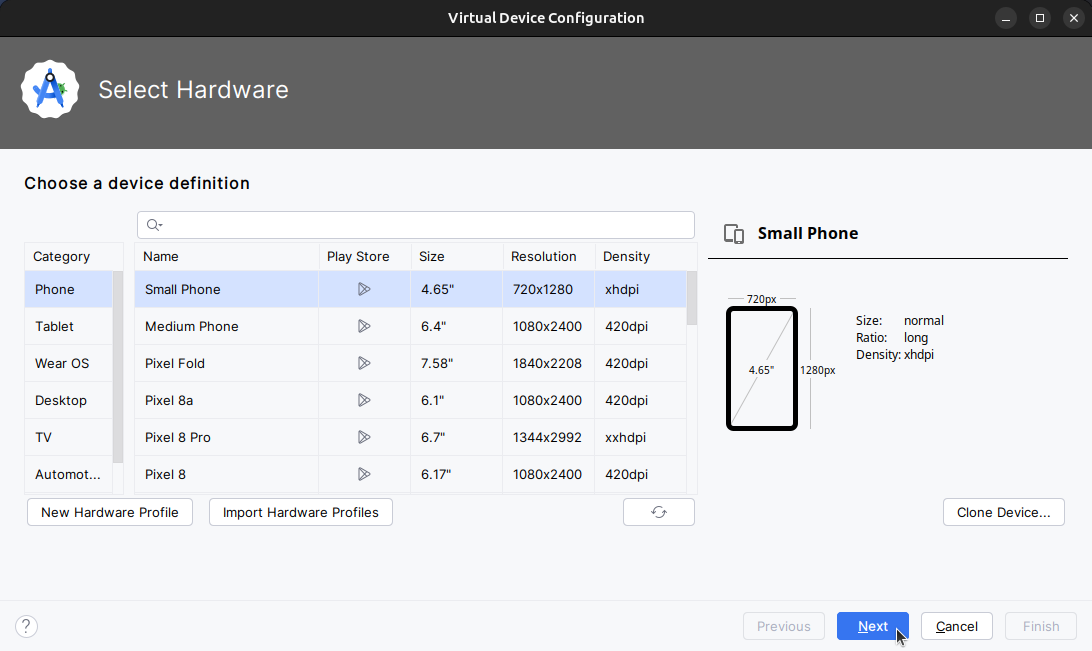 Virtual Device Configuration
Select Hardware
Choose a device definition
Category
Phone
Tablet
Wear OS
Desktop
TV
Automot...
Name Play Store Size Resolution Density
Small Phone 4.65" 720x1280 xhdpi
Medium Phone 6.4" 1080x2400 420dpi
Pixel Fold 7.58" 1840x2208 420dpi
Pixel 8a 6.1" 1080x2400 420dpi
Pixel 8 Pro 6.7" 1344x2992 xxhdpi
Pixel 8 6.17" 1080x2400 420dpi
New Hardware Profile Import Hardware Profiles
Small Phone
720px
4.65" 1280px
Size: normal
Ratio: long
Density: xhdpi
Clone Device...
? Previous Next Cancel Finish